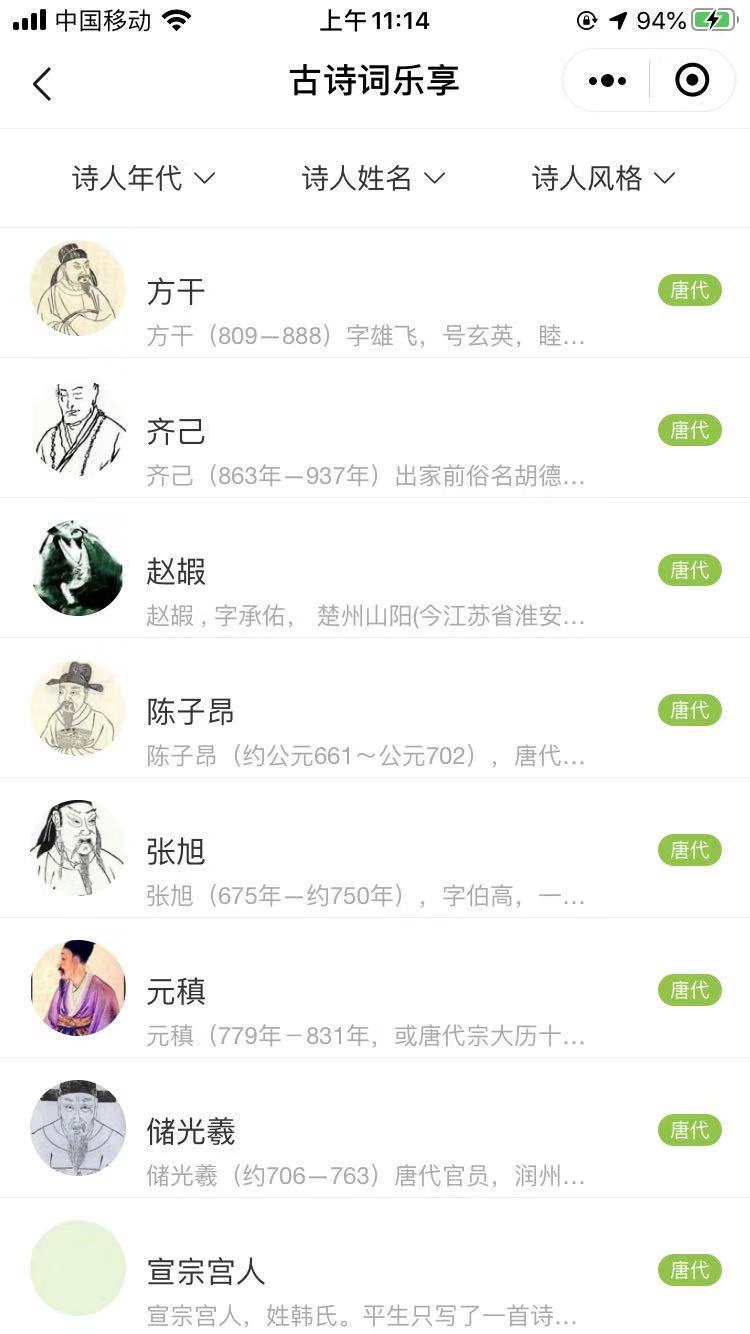 中国移动
上午11:14
94%
古诗词乐享
诗人年代
诗人姓名
诗人风格
方干
唐代
方干（809—888）字雄飞，号玄英，睦...
齐己
唐代
齐己（863年—937年）出家前俗名胡德...
赵嘏
唐代
赵嘏 , 字承佑， 楚州山阳(今江苏省淮安...
陈子昂
唐代
陈子昂（约公元661～公元702），唐代...
张旭
唐代
张旭（675年—约750年），字伯高，一...
元稹
唐代
元稹（779年－831年，或唐代宗大历十...
储光羲
唐代
储光羲（约706—763）唐代官员，润州...
宣宗宫人
唐代
宣宗宫人，姓韩氏。平生只写了一首诗...